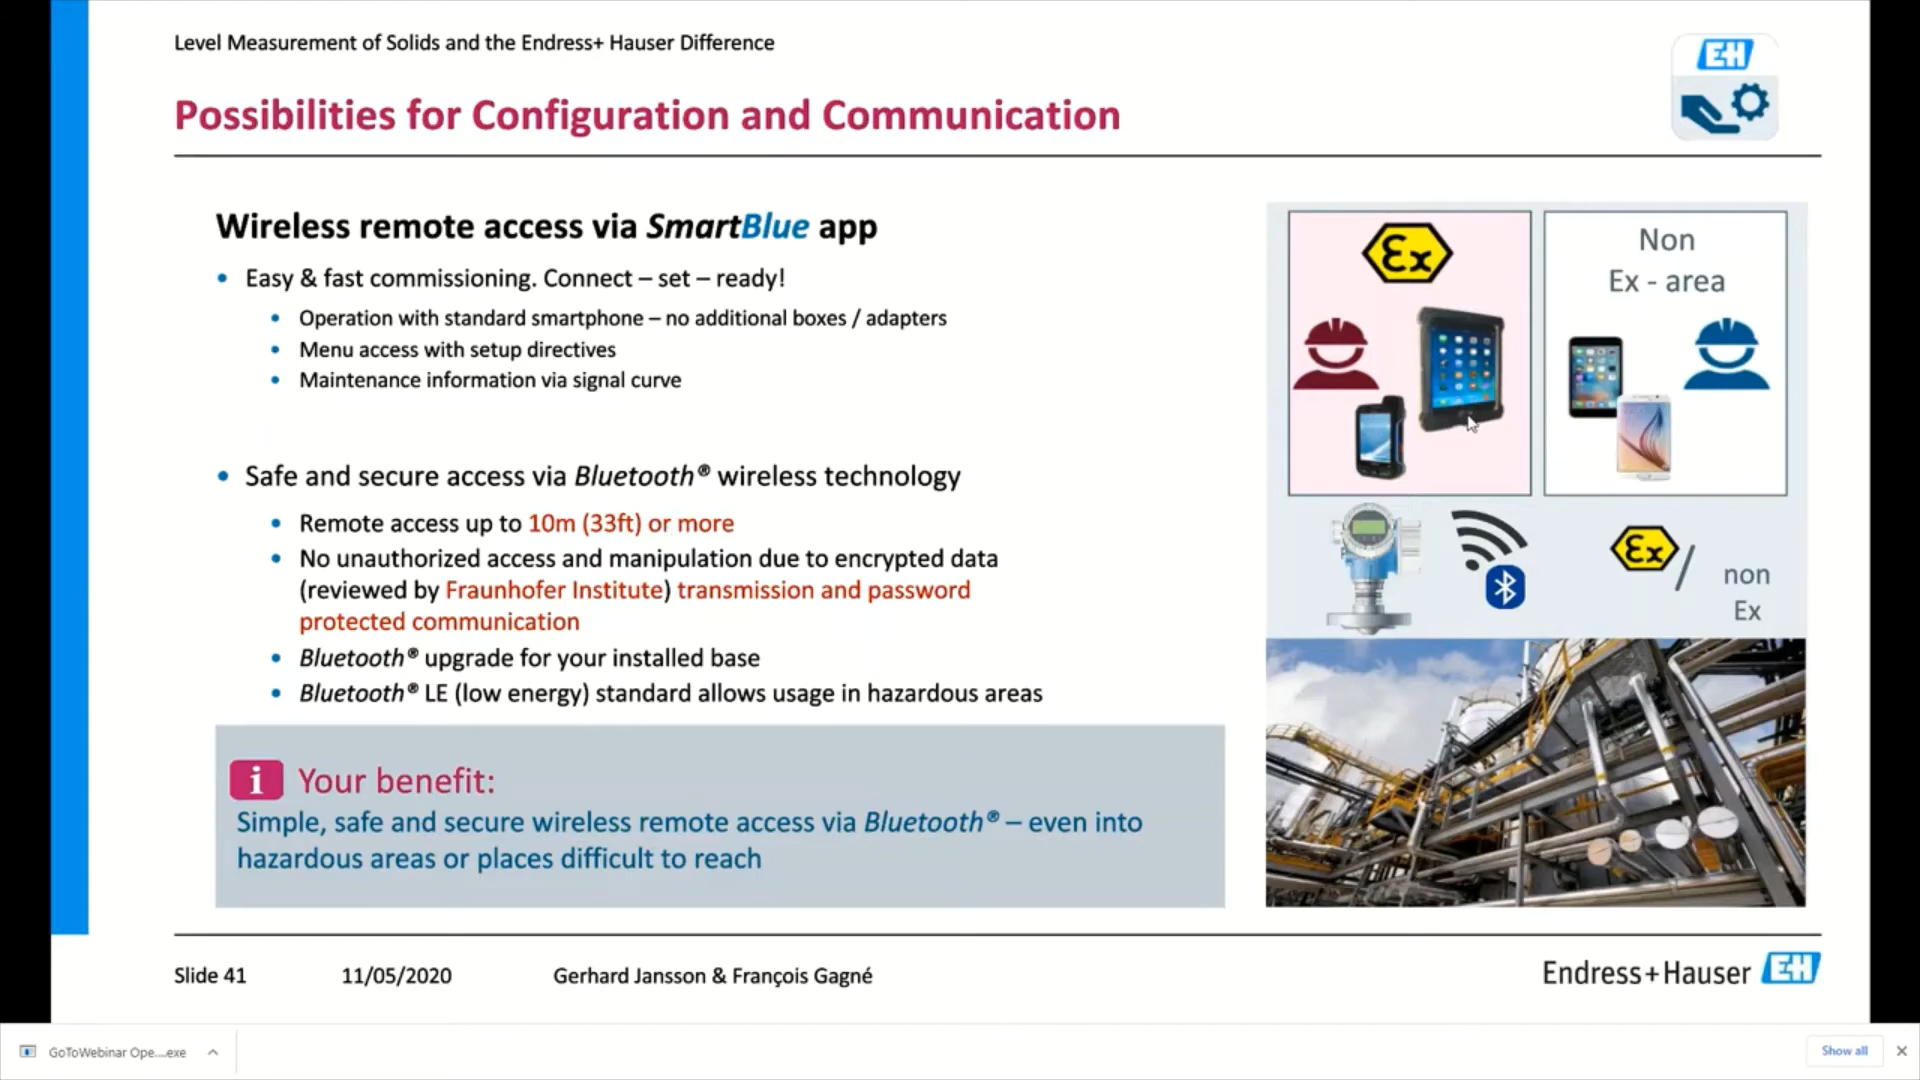 Level Measurement of Solids and the Endress+ Hauser Difference
EH
Possibilities for Configuration and Communication
Wireless remote access via SmartBlue app
• Easy & fast commissioning. Connect – set – ready!
• Operation with standard smartphone – no additional boxes / adapters
• Menu access with setup directives
• Maintenance information via signal curve
• Safe and secure access via Bluetooth® wireless technology
• Remote access up to 10m (33ft) or more
• No unauthorized access and manipulation due to encrypted data
(reviewed by Fraunhofer Institute) transmission and password
protected communication
• Bluetooth® upgrade for your installed base
• Bluetooth® LE (low energy) standard allows usage in hazardous areas
i Your benefit:
Simple, safe and secure wireless remote access via Bluetooth® – even into
hazardous areas or places difficult to reach
Ex
Non
Ex - area
Ex /
non
Ex
Slide 41
11/05/2020
Gerhard Jansson & François Gagné
Endress+Hauser EH
GoToWebinar Ope....exe
Show all